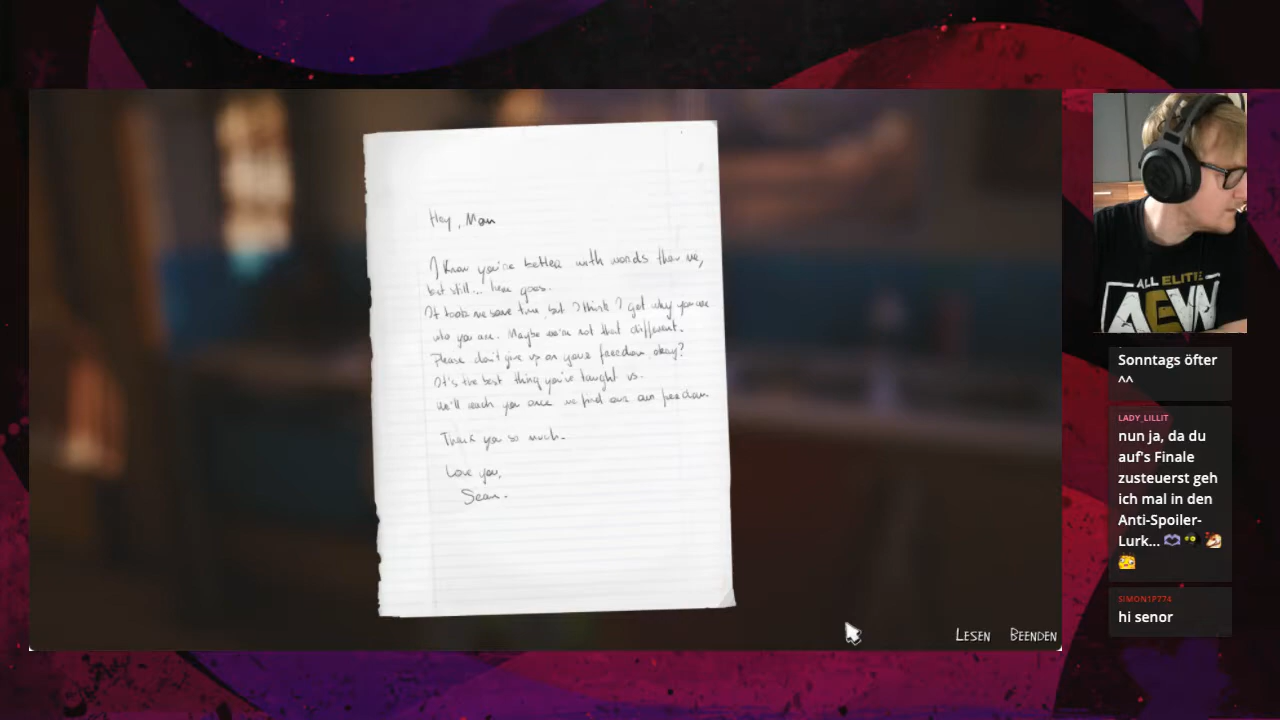 Hey, Mom
I know you're better with words than me,
but still... here goes.
It took me some time, but I think I get why you are
who you are. Maybe we're not that different.
Please don't give up on your freedom okay?
It's the best thing you've taught us.
We'll reach you once we find our own freedom.
Thank you so much.
Love you,
Sean.
LESEN BEENDEN
ALL ELITE
AEW
Sonntags öfter
^^
LADY_LILLIT
nun ja, da du
auf's Finale
zusteuerst geh
ich mal in den
Anti-Spoiler-
Lurk...
SIMON1P774
hi senor